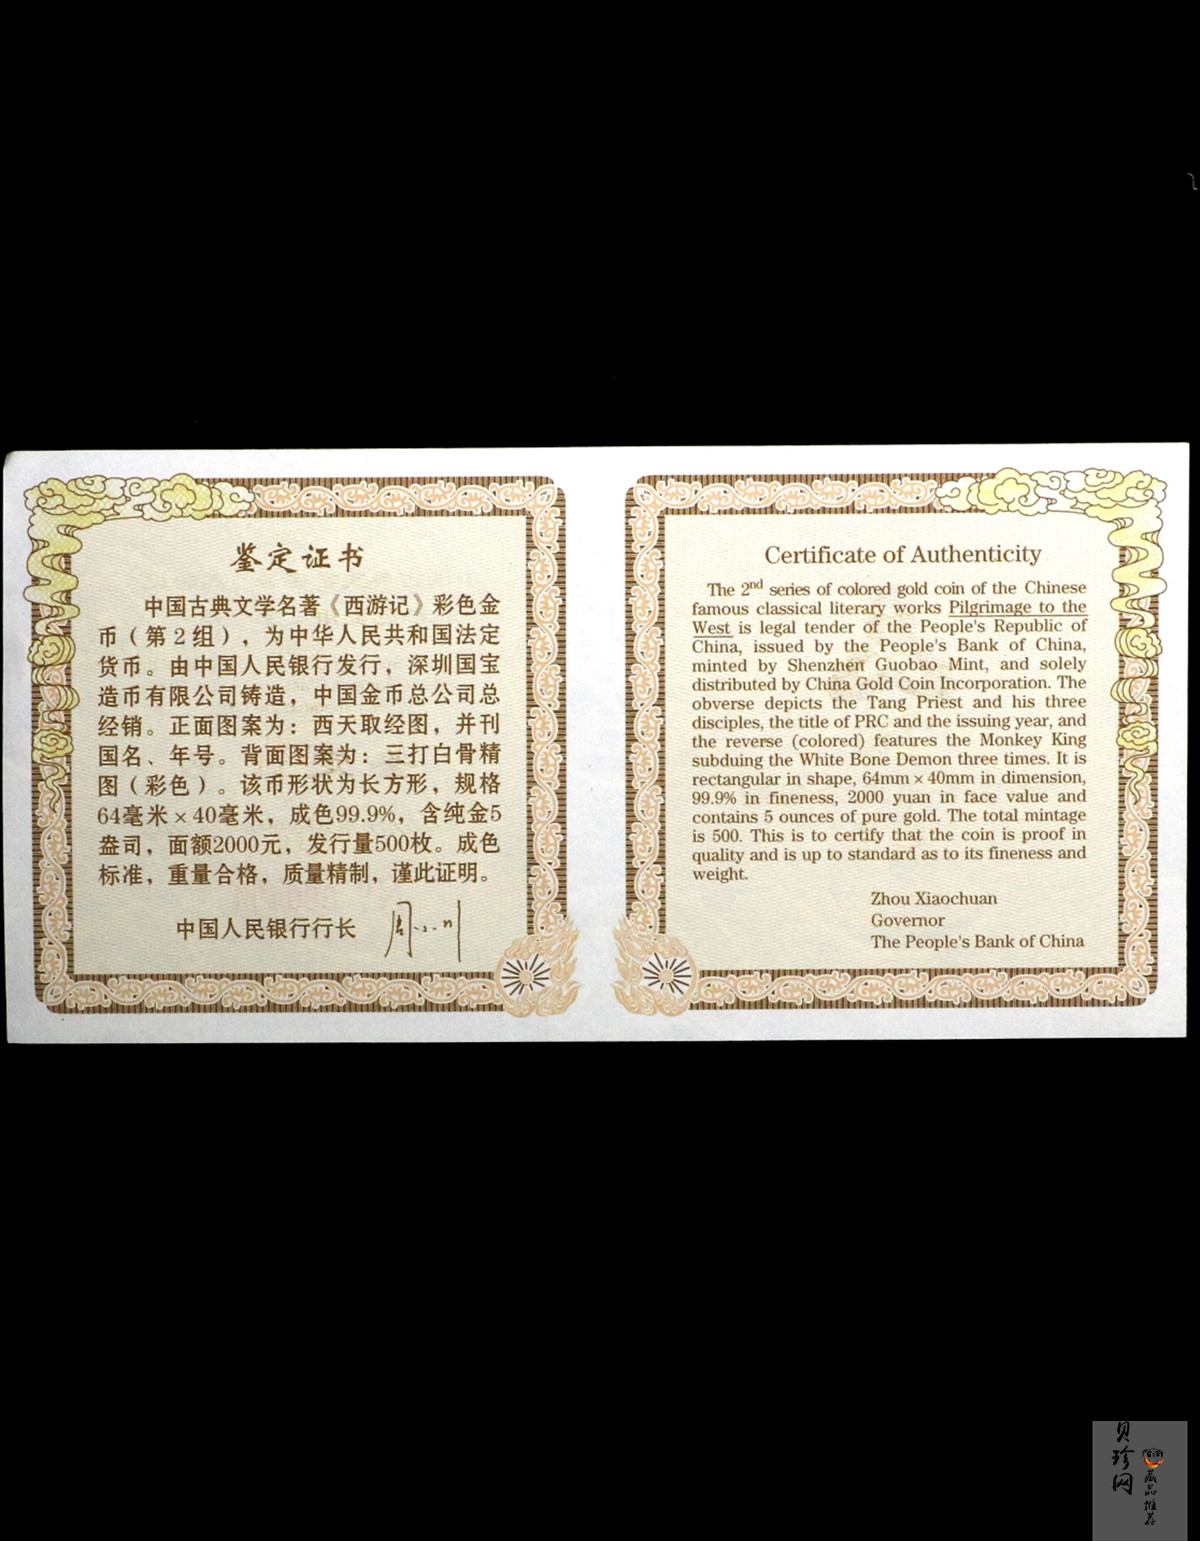 鉴定证书
中国古典文学名著《西游记》彩色金
币（第2组），为中华人民共和国法定
货币。由中国人民银行发行，深圳国宝
造币有限公司铸造，中国金币总公司总
经销。正面图案为：西天取经图，并刊
国名、年号。背面图案为：三打白骨精
图（彩色）。该币形状为长方形，规格
64毫米×40毫米，成色99.9%，含纯金5
盎司，面额2000元，发行量500枚。成色
标准，重量合格，质量精制，谨此证明。
中国人民银行行长 周小川
Certificate of Authenticity
The 2nd series of colored gold coin of the Chinese
famous classical literary works Pilgrimage to the
West is legal tender of the People's Republic of
China, issued by the People's Bank of China,
minted by Shenzhen Guobao Mint, and solely
distributed by China Gold Coin Incorporation. The
obverse depicts the Tang Priest and his three
disciples, the title of PRC and the issuing year, and
the reverse (colored) features the Monkey King
subduing the White Bone Demon three times. It is
rectangular in shape, 64mm×40mm in dimension,
99.9% in fineness, 2000 yuan in face value and
contains 5 ounces of pure gold. The total mintage
is 500. This is to certify that the coin is proof in
quality and is up to standard as to its fineness and
weight.
Zhou Xiaochuan
Governor
The People's Bank of China
贝珍网
藏品推荐